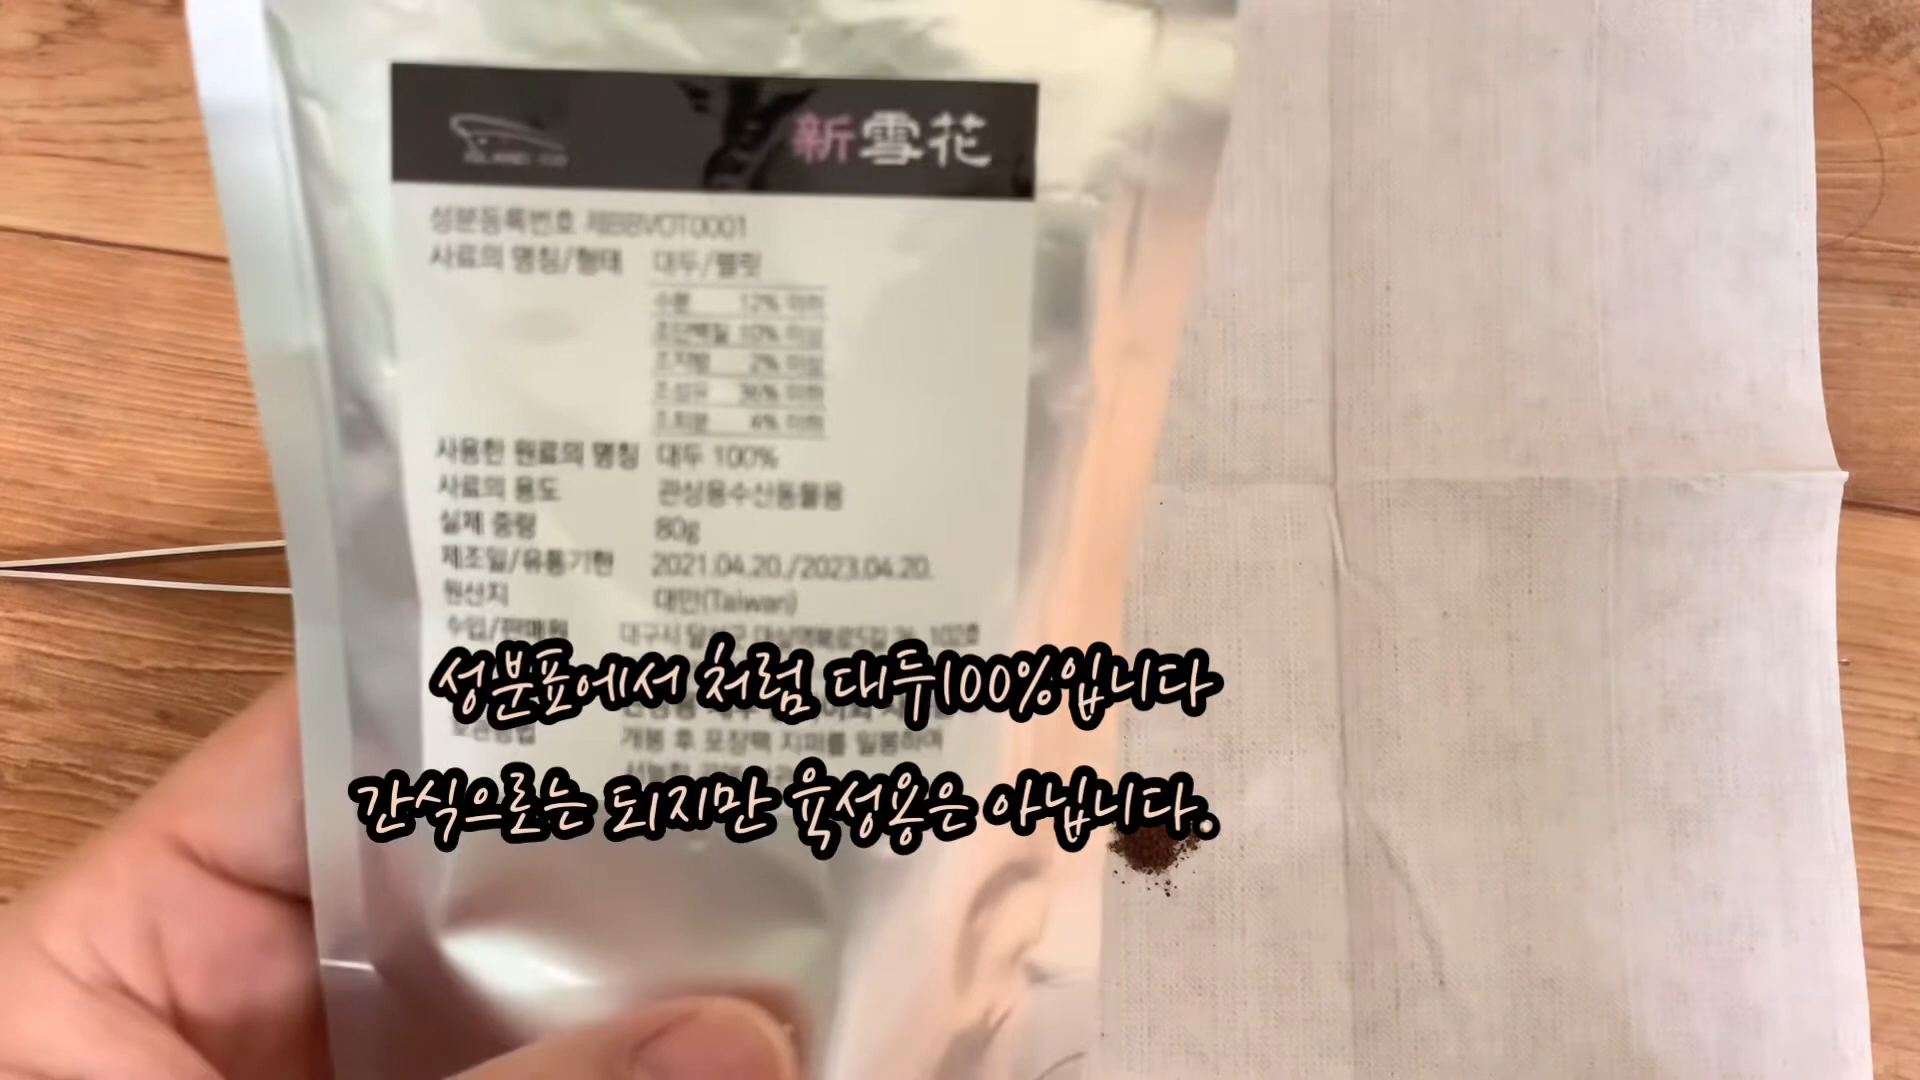 新雪花
성분등록번호 제BBVOT0001
사료의 명칭/형태 대두/펠릿
수분 12% 이하
조단백질 10% 이상
조지방 2% 이상
조섬유 36% 이하
조회분 4% 이하
사용한 원료의 명칭 대두 100%
사료의 용도 관상용수산동물용
실제 중량 80g
제조일/유통기한 2021.04.20./2023.04.20.
원산지 대만(Taiwan)
수입/판매원 대구시 달성구
성분표에서 처럼 대두100%입니다
개봉 후 포장팩 지퍼를 밀봉하여
간식으로는 되지만 육성용은 아닙니다.